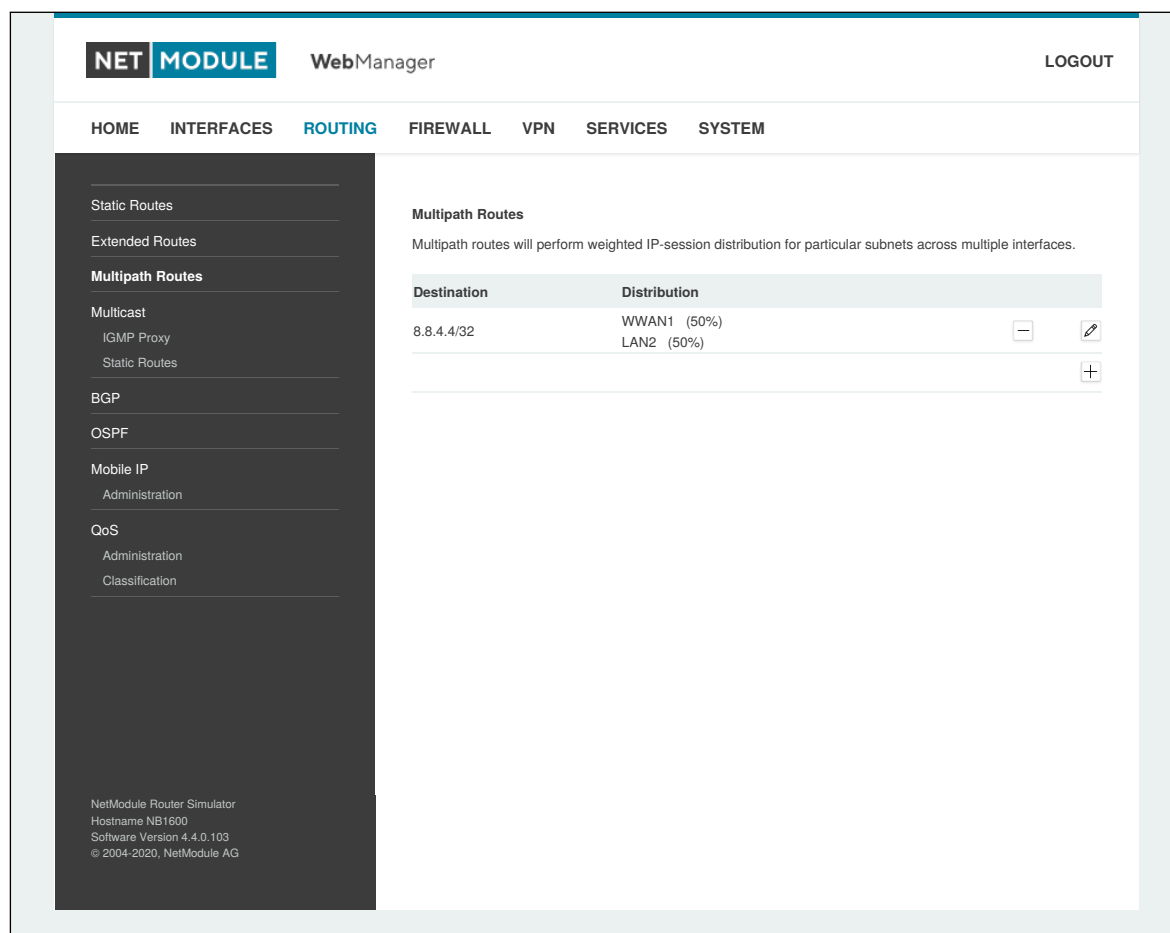 NET MODULE WebManager LOGOUT
HOME INTERFACES ROUTING FIREWALL VPN SERVICES SYSTEM
Static Routes
Extended Routes
Multipath Routes
Multicast
IGMP Proxy
Static Routes
BGP
OSPF
Mobile IP
Administration
QoS
Administration
Classification
NetModule Router Simulator
Hostname NB1600
Software Version 4.4.0.103
© 2004-2020, NetModule AG
Multipath Routes
Multipath routes will perform weighted IP-session distribution for particular subnets across multiple interfaces.
Destination Distribution
8.8.4.4/32 WWAN1 (50%)
LAN2 (50%)